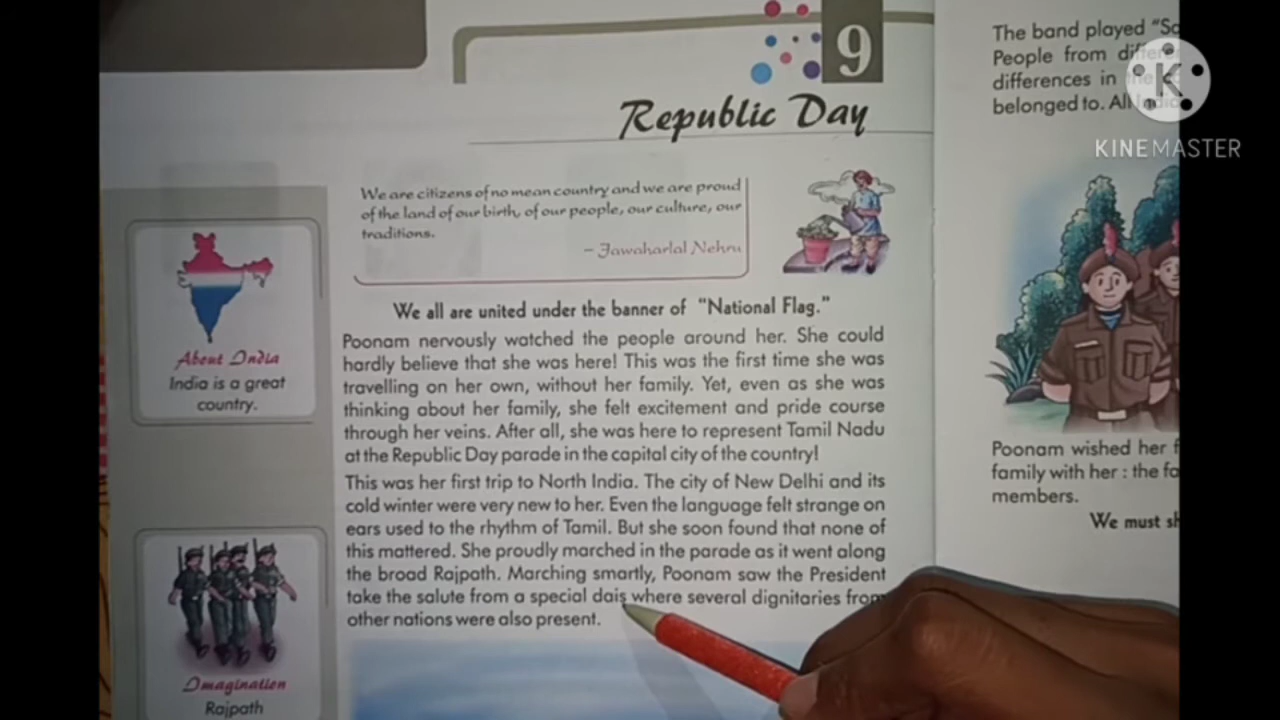 9
Republic Day
We are citizens of no mean country and we are proud
of the land of our birth, of our people, our culture, our
traditions.
– Jawaharlal Nehru
We all are united under the banner of "National Flag."
Poonam nervously watched the people around her. She could
hardly believe that she was here! This was the first time she was
travelling on her own, without her family. Yet, even as she was
thinking about her family, she felt excitement and pride course
through her veins. After all, she was here to represent Tamil Nadu
at the Republic Day parade in the capital city of the country!
This was her first trip to North India. The city of New Delhi and its
cold winter were very new to her. Even the language felt strange on
ears used to the rhythm of Tamil. But she soon found that none of
this mattered. She proudly marched in the parade as it went along
the broad Rajpath. Marching smartly, Poonam saw the President
take the salute from a special dais where several dignitaries from
other nations were also present.
About India
India is a great
country.
Imagination
Rajpath
The band played
People from
differences in
belonged to. All
Poonam wished her
family with her : the
members.
We must
K
KINEMASTER